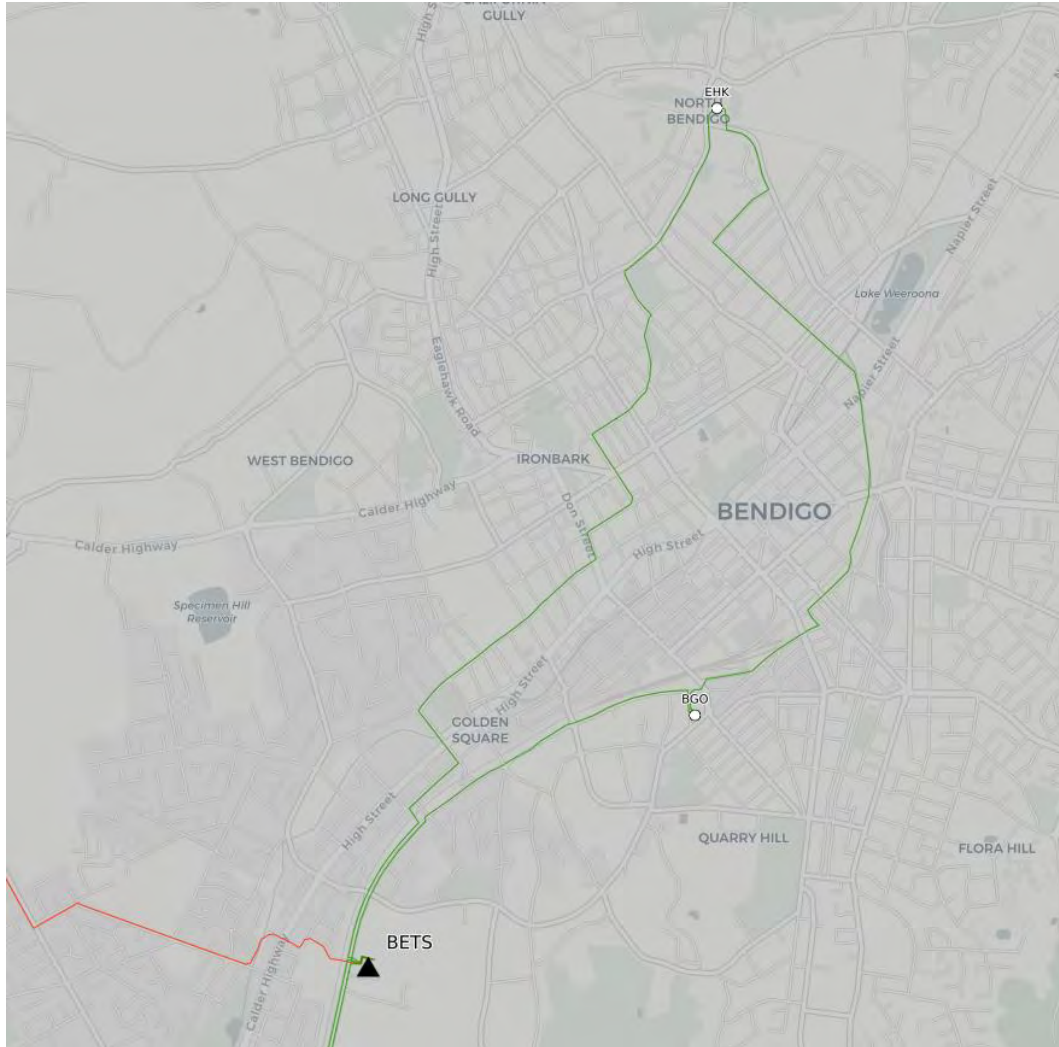 GULLY
High Street
EHK
NORTH
BENDIGO
LONG GULLY
High Street
Napier Street
Lake Weeroona
Eaglehawk Road
Napier Street
WEST BENDIGO
IRONBARK
Calder Highway
Don Street
BENDIGO
Calder Highway
High Street
Specimen Hill
Reservoir
High Street
BGO
GOLDEN
SQUARE
High Street
QUARRY HILL
FLORA HILL
BETS
Calder Highway